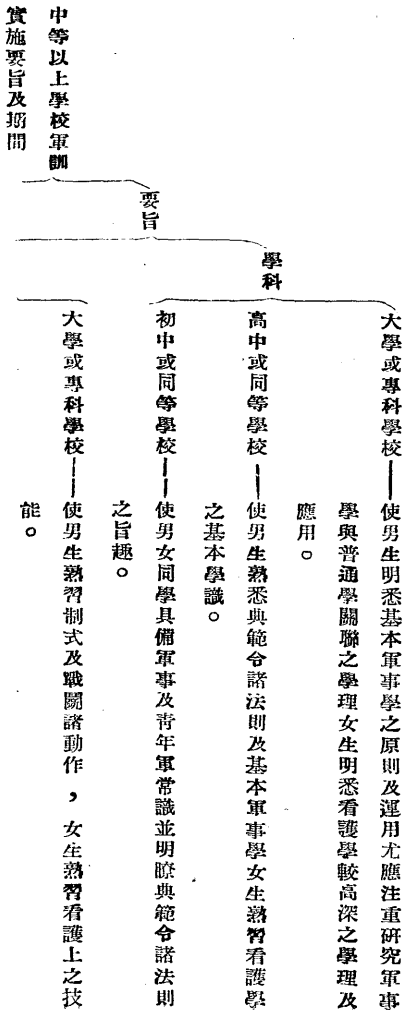 中等以上學校軍訓
實施要旨及期間
要旨
學科
大學或專科學校——使男生明悉基本軍事學之原則及運用尤應注重研究軍事
學與普通學關聯之學理女生明悉看護學較高深之學理及
應用。
高中或同等學校——使男生熟悉典範令諸法則及基本軍事學女生熟習看護學
之基本學識。
初中或同等學校——使男女同學具備軍事及青年軍常識並明瞭典範令諸法則
之旨趣。
大學或專科學校——使男生熟習制式及戰鬪諸動作，女生熟習看護上之技
能。